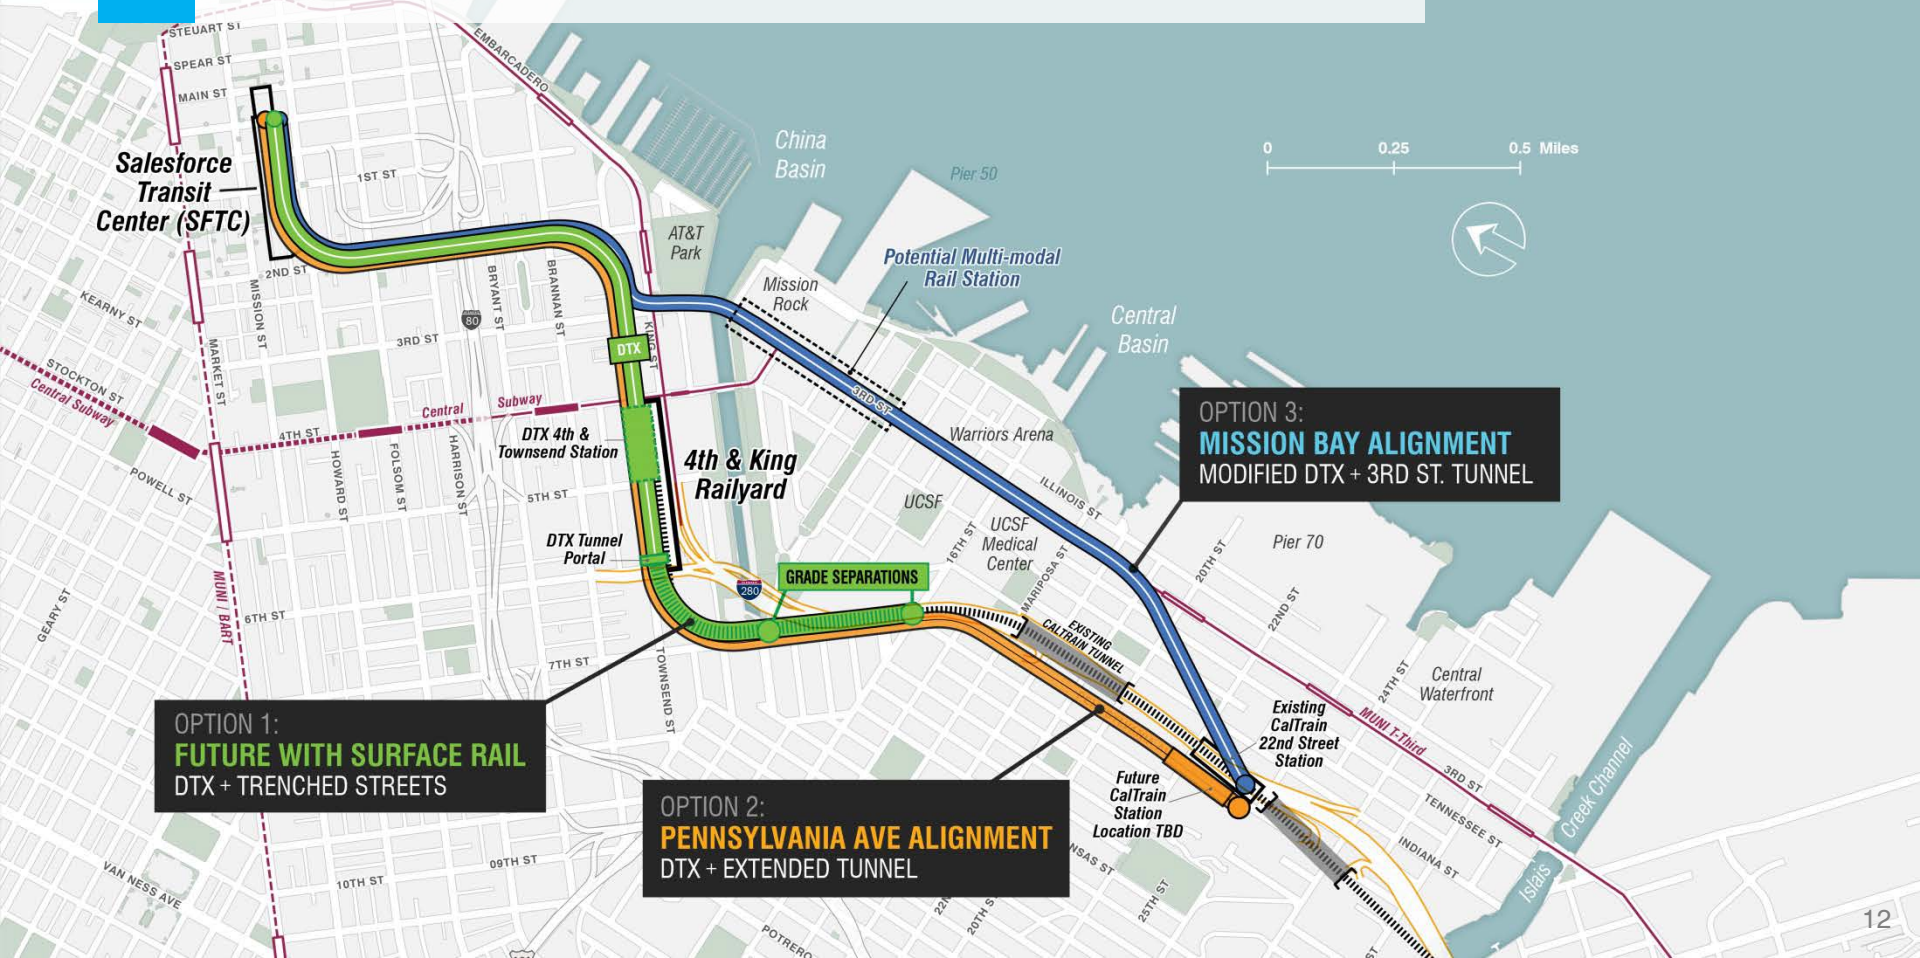 STEUART ST
SPEAR ST
MAIN ST
EMBARCADERO
Salesforce
Transit
Center (SFTC)
1ST ST
2ND ST
China
Basin
Pier 50
0 0.25 0.5 Miles
AT&T
Park
Mission
Rock
Potential Multi-modal
Rail Station
Central
Basin
KEARNY ST
STOCKTON ST
Central Subway
POWELL ST
MARKET ST
MISSION ST
80
BRYANT ST
BRANNAN ST
3RD ST
DTX
KING ST
Central Subway
4TH ST
HOWARD ST
FOLSOM ST
HARRISON ST
5TH ST
DTX 4th &
Townsend Station
4th & King
Railyard
DTX Tunnel
Portal
3RD ST
Warriors Arena
OPTION 3:
MISSION BAY ALIGNMENT
MODIFIED DTX + 3RD ST. TUNNEL
UCSF
ILLINOIS ST
16TH ST
UCSF
Medical
Center
MARIPOSA ST
20TH ST
Pier 70
22ND ST
GEARY ST
MUNI / BART
6TH ST
7TH ST
TOWNSEND ST
280
GRADE SEPARATIONS
EXISTING
CALTRAIN TUNNEL
24TH ST
Central
Waterfront
OPTION 1:
FUTURE WITH SURFACE RAIL
DTX + TRENCHED STREETS
OPTION 2:
PENNSYLVANIA AVE ALIGNMENT
DTX + EXTENDED TUNNEL
Existing
CalTrain
22nd Street
Station
Future
CalTrain
Station
Location TBD
MUNI T-Third
3RD ST
TENNESSEE ST
INDIANA ST
Islais Creek Channel
VAN NESS AVE
10TH ST
09TH ST
POTRERO
20TH ST
25TH ST
12